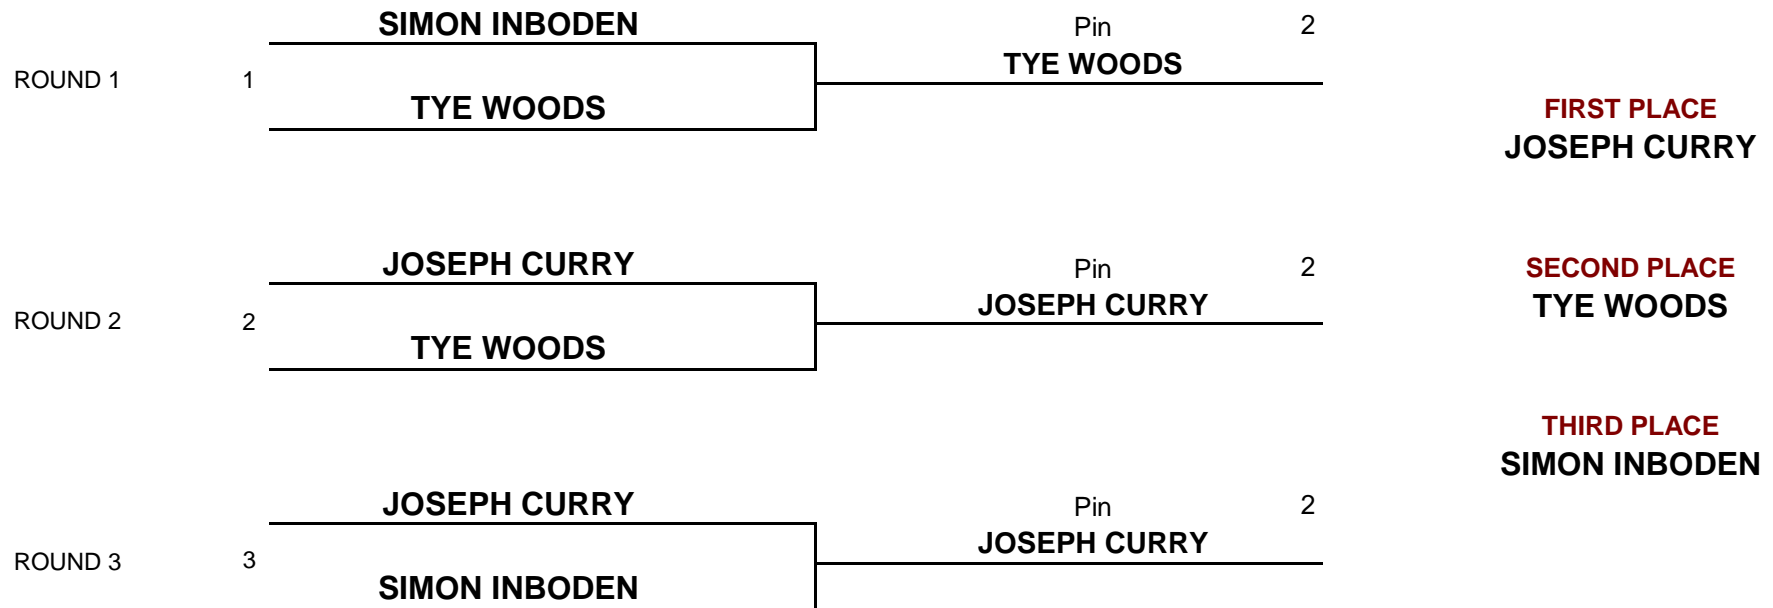 SIMON INBODEN
Pin 2
TYE WOODS
ROUND 1 1
TYE WOODS
FIRST PLACE
JOSEPH CURRY
JOSEPH CURRY
Pin 2
SECOND PLACE
JOSEPH CURRY
TYE WOODS
ROUND 2 2
TYE WOODS
THIRD PLACE
SIMON INBODEN
JOSEPH CURRY
Pin 2
JOSEPH CURRY
ROUND 3 3
SIMON INBODEN